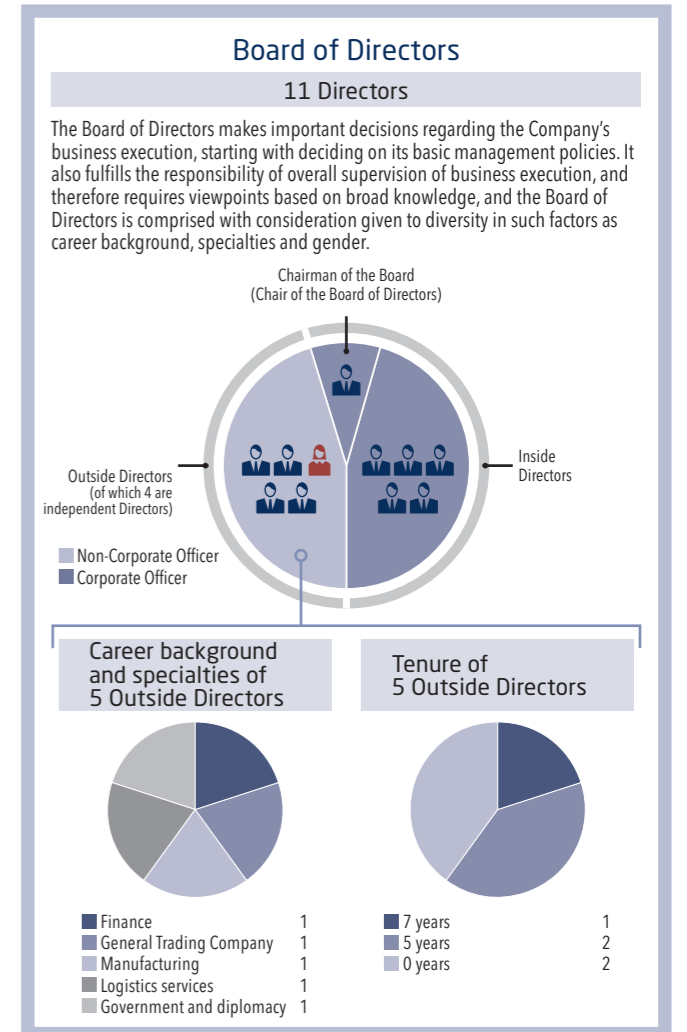 Board of Directors
11 Directors
The Board of Directors makes important decisions regarding the Company's
business execution, starting with deciding on its basic management policies. It
also fulfills the responsibility of overall supervision of business execution, and
therefore requires viewpoints based on broad knowledge, and the Board of
Directors is comprised with consideration given to diversity in such factors as
career background, specialties and gender.
Chairman of the Board
(Chair of the Board of Directors)
Outside Directors
(of which 4 are
independent Directors)
Inside
Directors
Non-Corporate Officer
Corporate Officer
Career background
and specialties of
5 Outside Directors
Finance 1
General Trading Company 1
Manufacturing 1
Logistics services 1
Government and diplomacy 1
Tenure of
5 Outside Directors
7 years 1
5 years 2
0 years 2